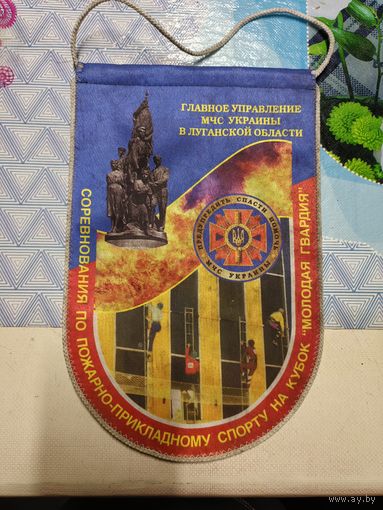 ГЛАВНОЕ УПРАВЛЕНИЕ
МЧС УКРАИНЫ
В ЛУГАНСКОЙ ОБЛАСТИ
ПРЕДУПРЕДИТЬ СПАСТИ ПОМОЧЬ
МЧС УКРАИНЫ
СОРЕВНОВАНИЯ ПО ПОЖАРНО-ПРИКЛАДНОМУ СПОРТУ НА КУБОК "МОЛОДАЯ ГВАРДИЯ"
www.ay.by